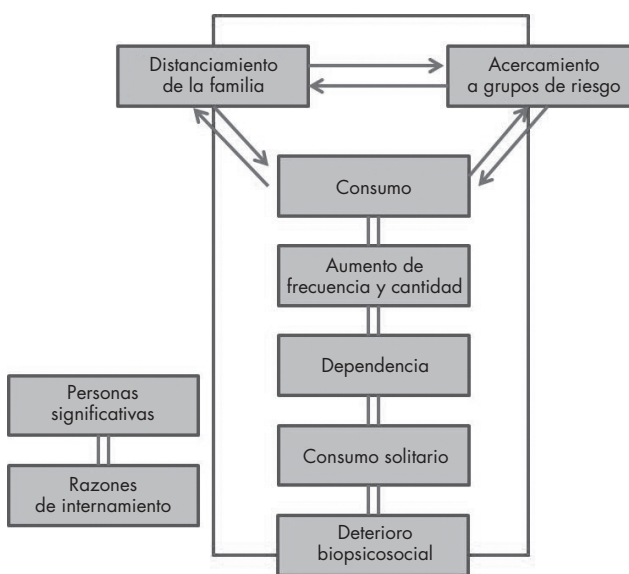 Distanciamiento
de la familia
Acercamiento
a grupos de riesgo
Consumo
Aumento de
frecuencia y cantidad
Dependencia
Personas
significativas
Consumo solitario
Razones
de internamiento
Deterioro
biopsicosocial